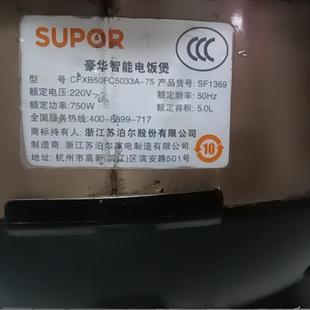 SUPOR
CCC
豪华智能电饭煲
型 号:CFXB50FC5033A-75 产品货号:SF1369
额定电压:220V~ 额定频率:50Hz
额定功率:750W 额定容积:5.0L
全国服务热线:400-8899-717
商标持有人:浙江苏泊尔股份有限公司
制造商:浙江苏泊尔家电制造有限公司
地址:杭州市高新(滨江)区滨安路501号
10